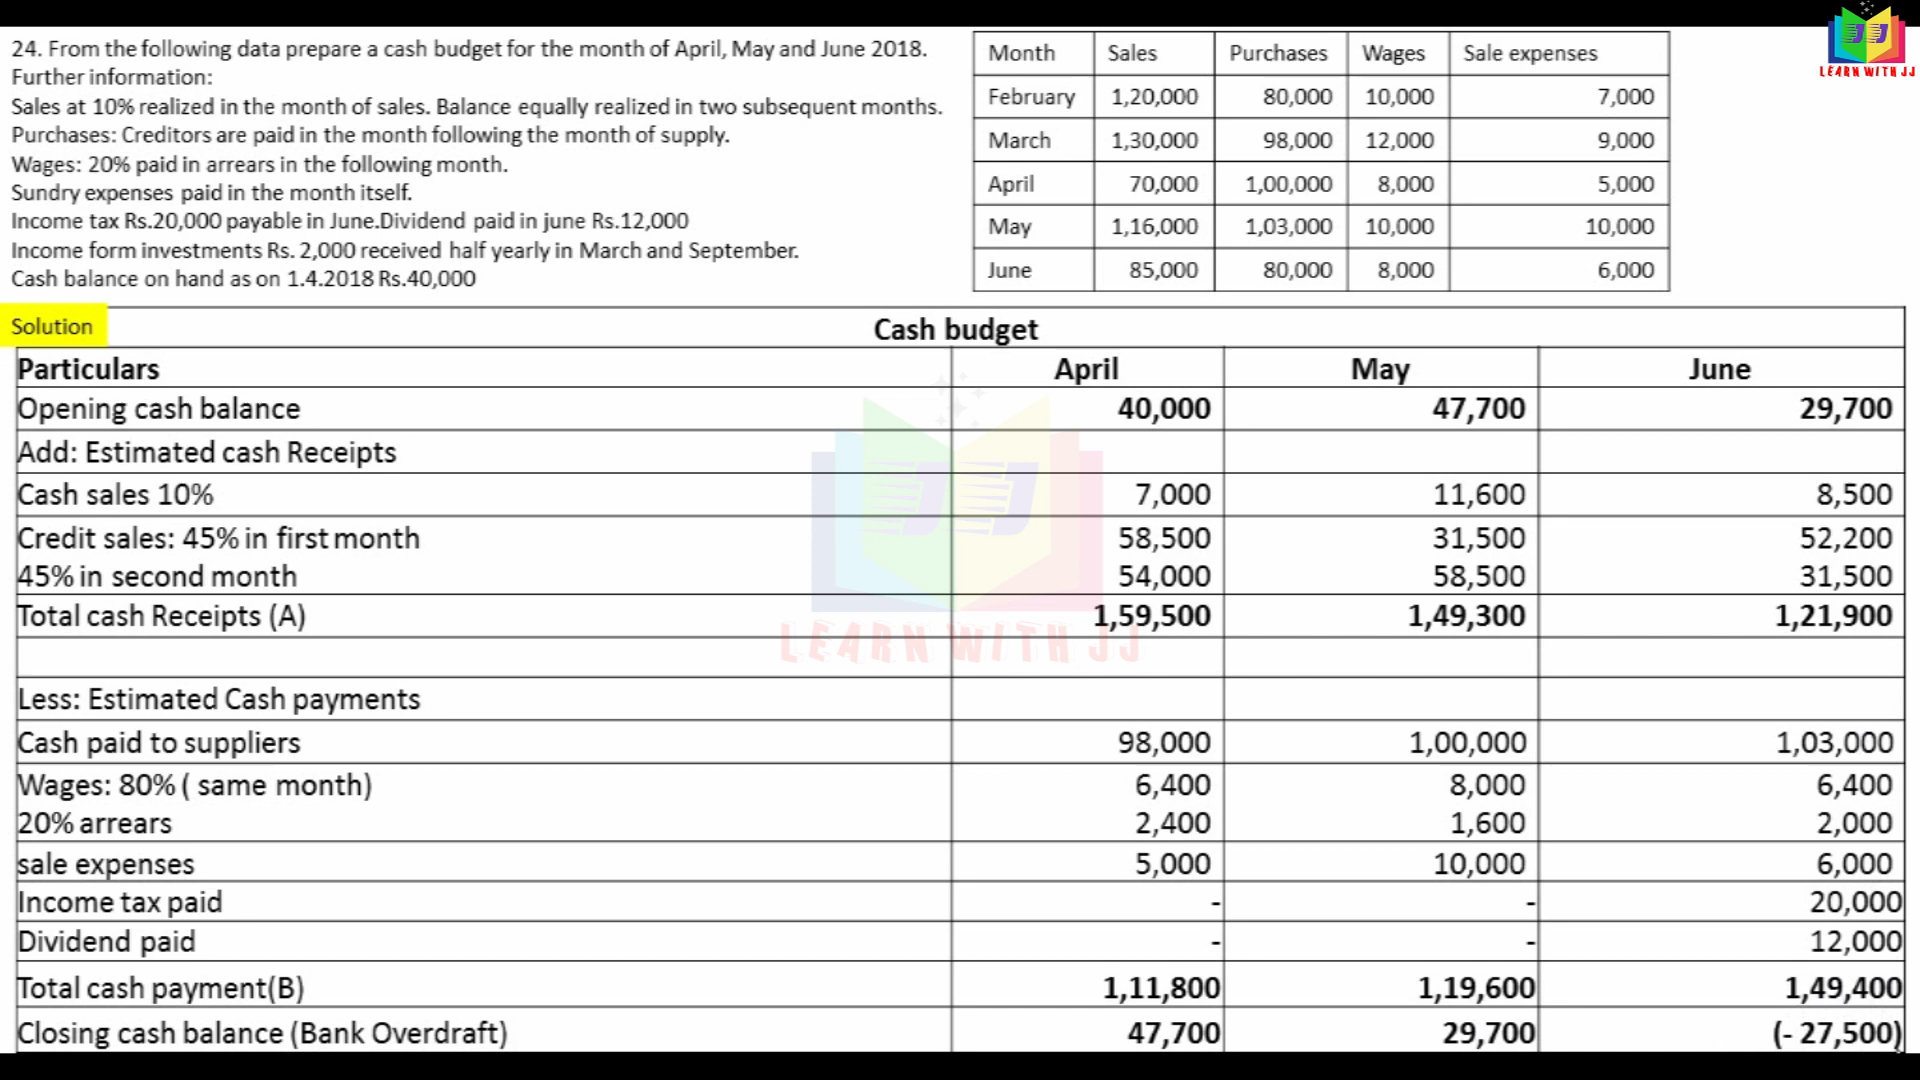 24. From the following data prepare a cash budget for the month of April, May and June 2018.
Further information:
Sales at 10% realized in the month of sales. Balance equally realized in two subsequent months.
Purchases: Creditors are paid in the month following the month of supply.
Wages: 20% paid in arrears in the following month.
Sundry expenses paid in the month itself.
Income tax Rs.20,000 payable in June.Dividend paid in june Rs.12,000
Income form investments Rs. 2,000 received half yearly in March and September.
Cash balance on hand as on 1.4.2018 Rs.40,000
Month Sales Purchases Wages Sale expenses
February 1,20,000 80,000 10,000 7,000
March 1,30,000 98,000 12,000 9,000
April 70,000 1,00,000 8,000 5,000
May 1,16,000 1,03,000 10,000 10,000
June 85,000 80,000 8,000 6,000
JJ
LEARN WITH JJ
Solution
Cash budget
Particulars April May June
Opening cash balance 40,000 47,700 29,700
Add: Estimated cash Receipts
Cash sales 10% 7,000 11,600 8,500
Credit sales: 45% in first month 58,500 31,500 52,200
45% in second month 54,000 58,500 31,500
Total cash Receipts (A) 1,59,500 1,49,300 1,21,900
JJ
LEARN WITH JJ
Less: Estimated Cash payments
Cash paid to suppliers 98,000 1,00,000 1,03,000
Wages: 80% ( same month) 6,400 8,000 6,400
20% arrears 2,400 1,600 2,000
sale expenses 5,000 10,000 6,000
Income tax paid - - 20,000
Dividend paid - - 12,000
Total cash payment(B) 1,11,800 1,19,600 1,49,400
Closing cash balance (Bank Overdraft) 47,700 29,700 (- 27,500)